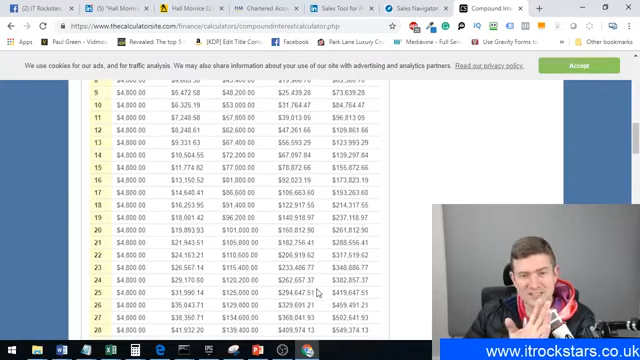 (2) IT Rockstars
(2) "Hall Morrice
Hall Morrice LL
Chartered Acco
LinkedIn Sales
Sales Tool for P
Sales Navigator
Compound Inte
https://www.thecalculatorsite.com/finance/calculators/compoundinterestcalculator.php
Apps
Paul Green - Vidmon
Revealed: The Top 5
[KDP] Edit Title Con
Facebook
Park Lane Luxury Cr
Mediavine - Full Serv
Use Gravity Forms to
Other bookmarks
We use cookies for our ads, and for traffic analysis. We may also share information about your use of our site with advertising and analytics partners. Read our privacy policy. Accept
9 $4,800.00 $5,472.58 $48,200.00 $25,439.28 $73,639.28
10 $4,800.00 $6,325.19 $53,000.00 $31,764.47 $84,764.47
11 $4,800.00 $7,248.58 $57,800.00 $39,013.05 $96,813.05
12 $4,800.00 $8,248.61 $62,600.00 $47,261.66 $109,861.66
13 $4,800.00 $9,331.63 $67,400.00 $56,593.29 $123,993.29
14 $4,800.00 $10,504.55 $72,200.00 $67,097.84 $139,297.84
15 $4,800.00 $11,774.82 $77,000.00 $78,872.66 $155,872.66
16 $4,800.00 $13,150.52 $81,800.00 $92,023.19 $173,823.19
17 $4,800.00 $14,640.41 $86,600.00 $106,663.60 $193,263.60
18 $4,800.00 $16,253.95 $91,400.00 $122,917.55 $214,317.55
19 $4,800.00 $18,001.42 $96,200.00 $140,918.97 $237,118.97
20 $4,800.00 $19,893.93 $101,000.00 $160,812.90 $261,812.90
21 $4,800.00 $21,943.51 $105,800.00 $182,756.41 $288,556.41
22 $4,800.00 $24,163.21 $110,600.00 $206,919.62 $317,519.62
23 $4,800.00 $26,567.14 $115,400.00 $233,486.77 $348,886.77
24 $4,800.00 $29,170.60 $120,200.00 $262,657.37 $382,857.37
25 $4,800.00 $31,990.14 $125,000.00 $294,647.51 $419,647.51
26 $4,800.00 $35,043.71 $129,800.00 $329,691.21 $459,491.21
27 $4,800.00 $38,350.71 $134,600.00 $368,041.93 $502,641.93
28 $4,800.00 $41,932.20 $139,400.00 $409,974.13 $549,374.13
www.itrockstars.co.uk